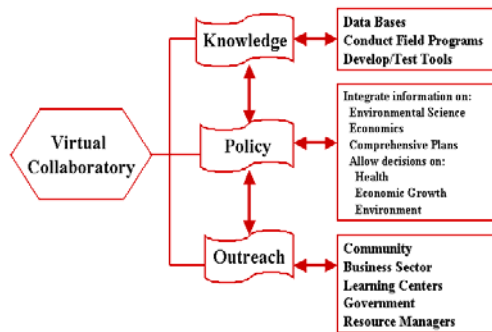 Virtual
Collaboratory
Knowledge
Data Bases
Conduct Field Programs
Develop/Test Tools
Policy
Integrate information on:
Environmental Science
Economics
Comprehensive Plans
Allow decisions on:
Health
Economic Growth
Environment
Outreach
Community
Business Sector
Learning Centers
Government
Resource Managers